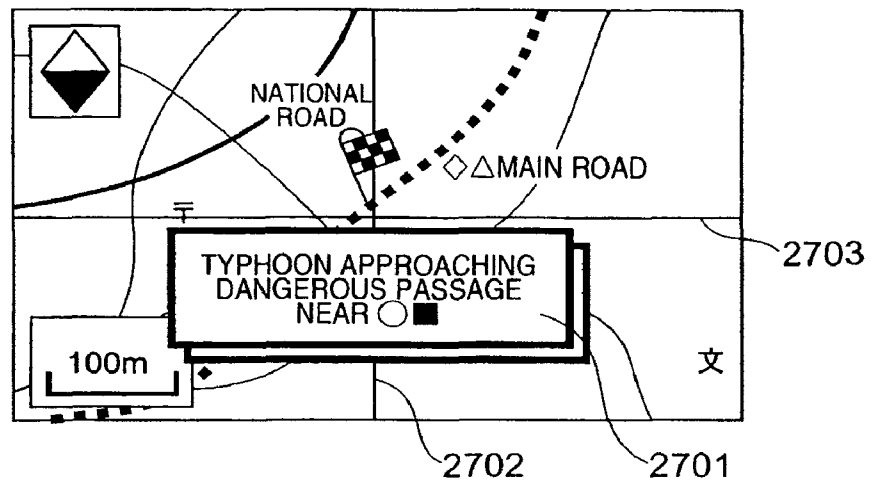 NATIONAL
ROAD
◇△MAIN ROAD
〒
2703
TYPHOON APPROACHING
DANGEROUS PASSAGE
NEAR ○■
100m
文
2702
2701